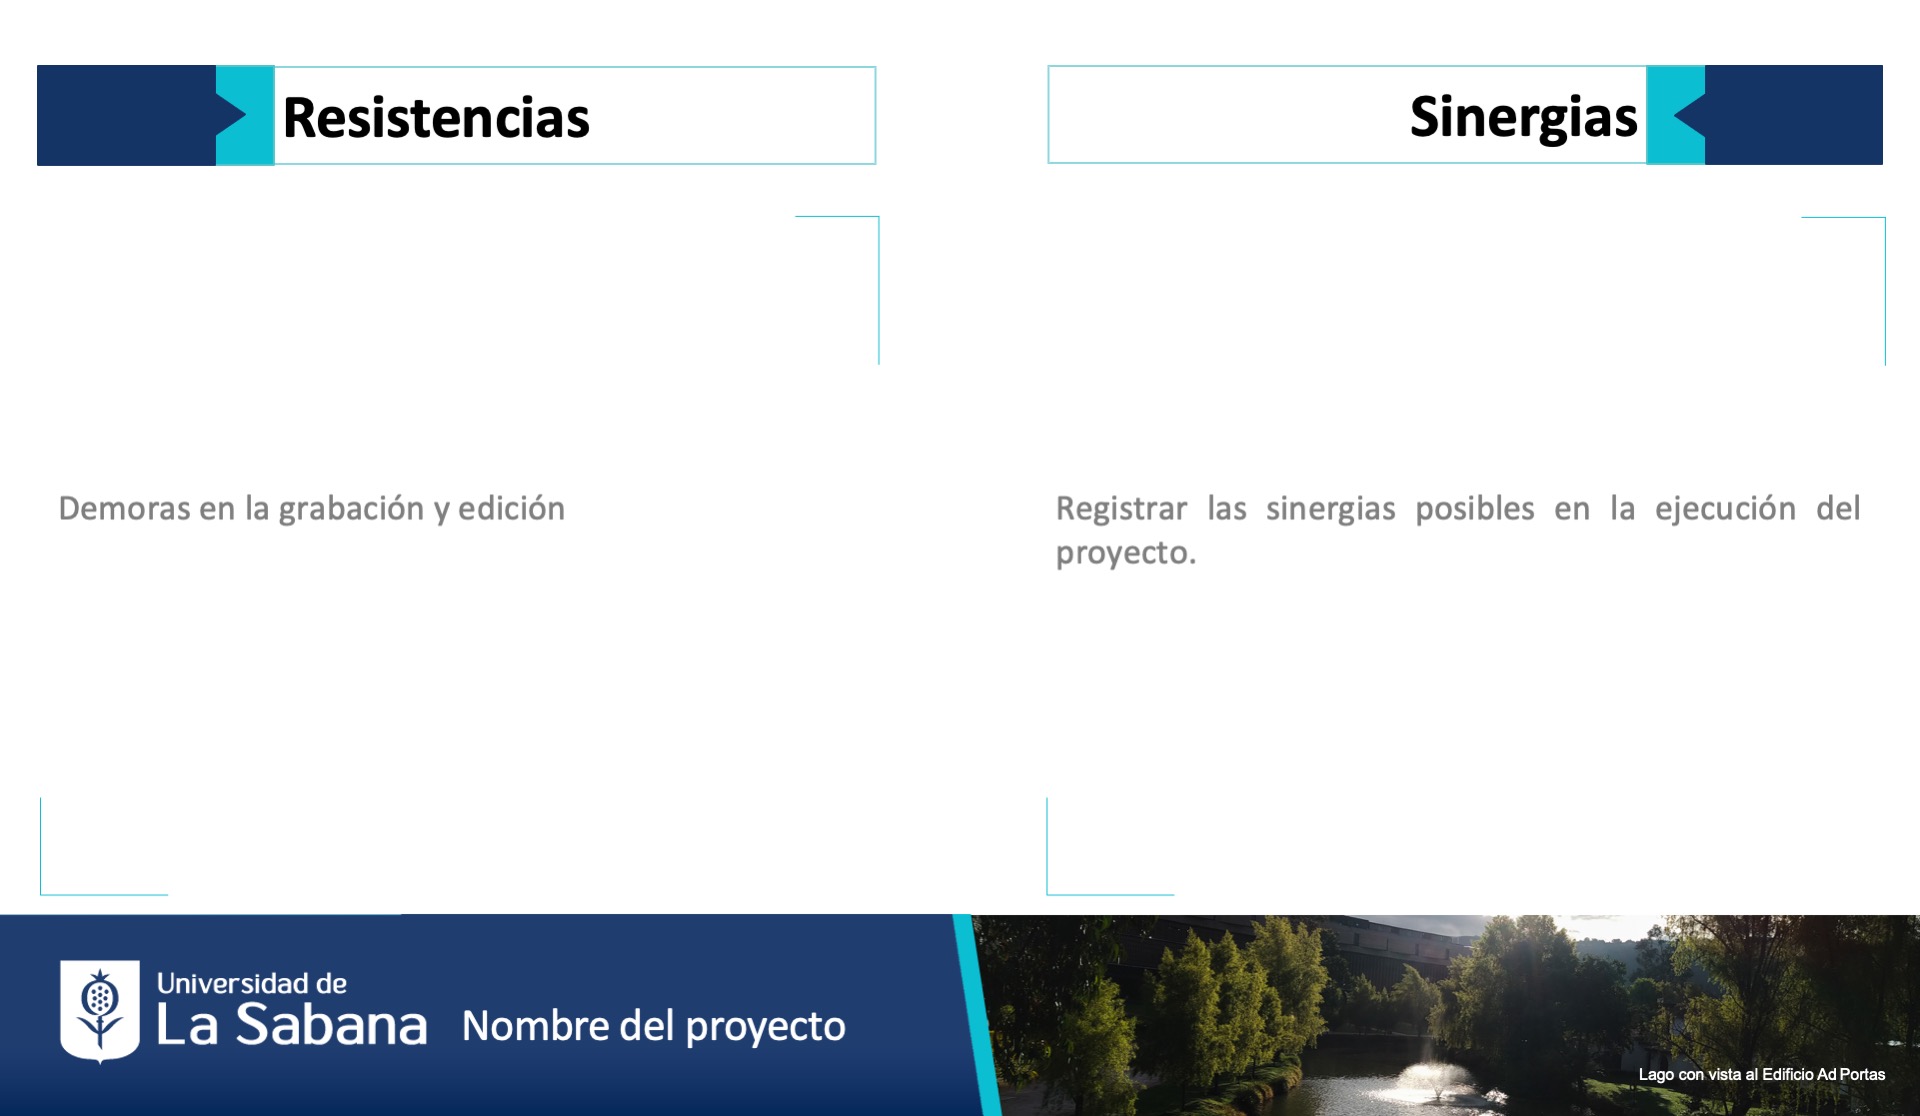 Resistencias
Sinergias
Demoras en la grabación y edición
Registrar las sinergias posibles en la ejecución del
proyecto.
Universidad de
La Sabana
Nombre del proyecto
Lago con vista al Edificio Ad Portas